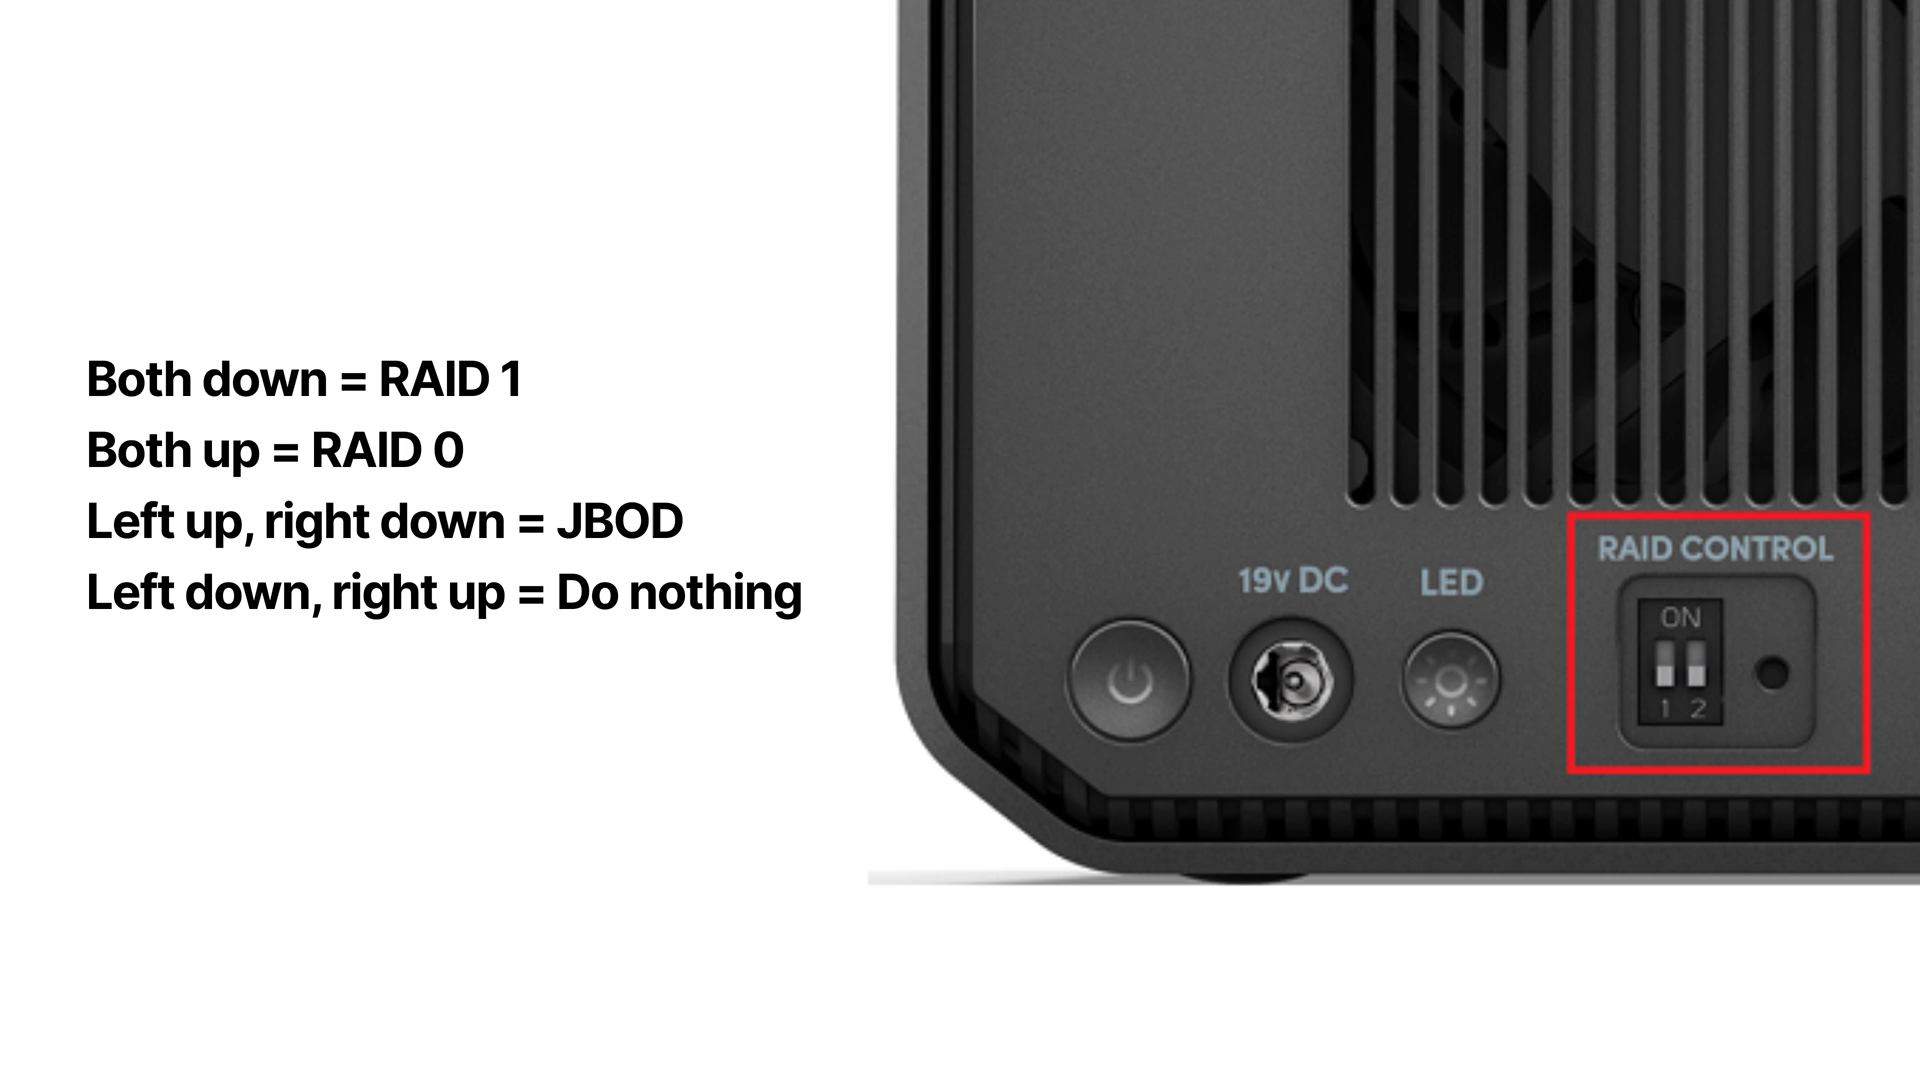 Both down = RAID 1
Both up = RAID 0
Left up, right down = JBOD
Left down, right up = Do nothing
19v DC
LED
RAID CONTROL
ON
1 2